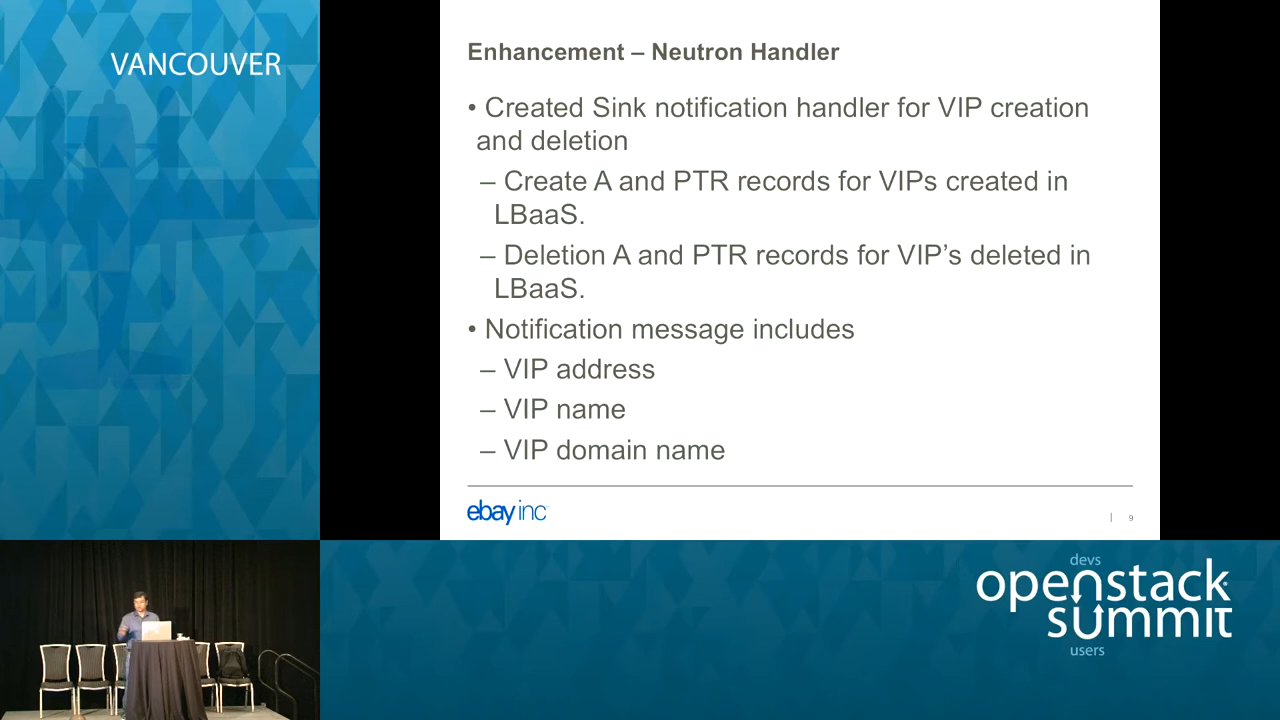 VANCOUVER
Enhancement – Neutron Handler
• Created Sink notification handler for VIP creation
and deletion
– Create A and PTR records for VIPs created in
LBaaS.
– Deletion A and PTR records for VIP’s deleted in
LBaaS.
• Notification message includes
– VIP address
– VIP name
– VIP domain name
ebay inc
| 9
devs
openstack
summit
users